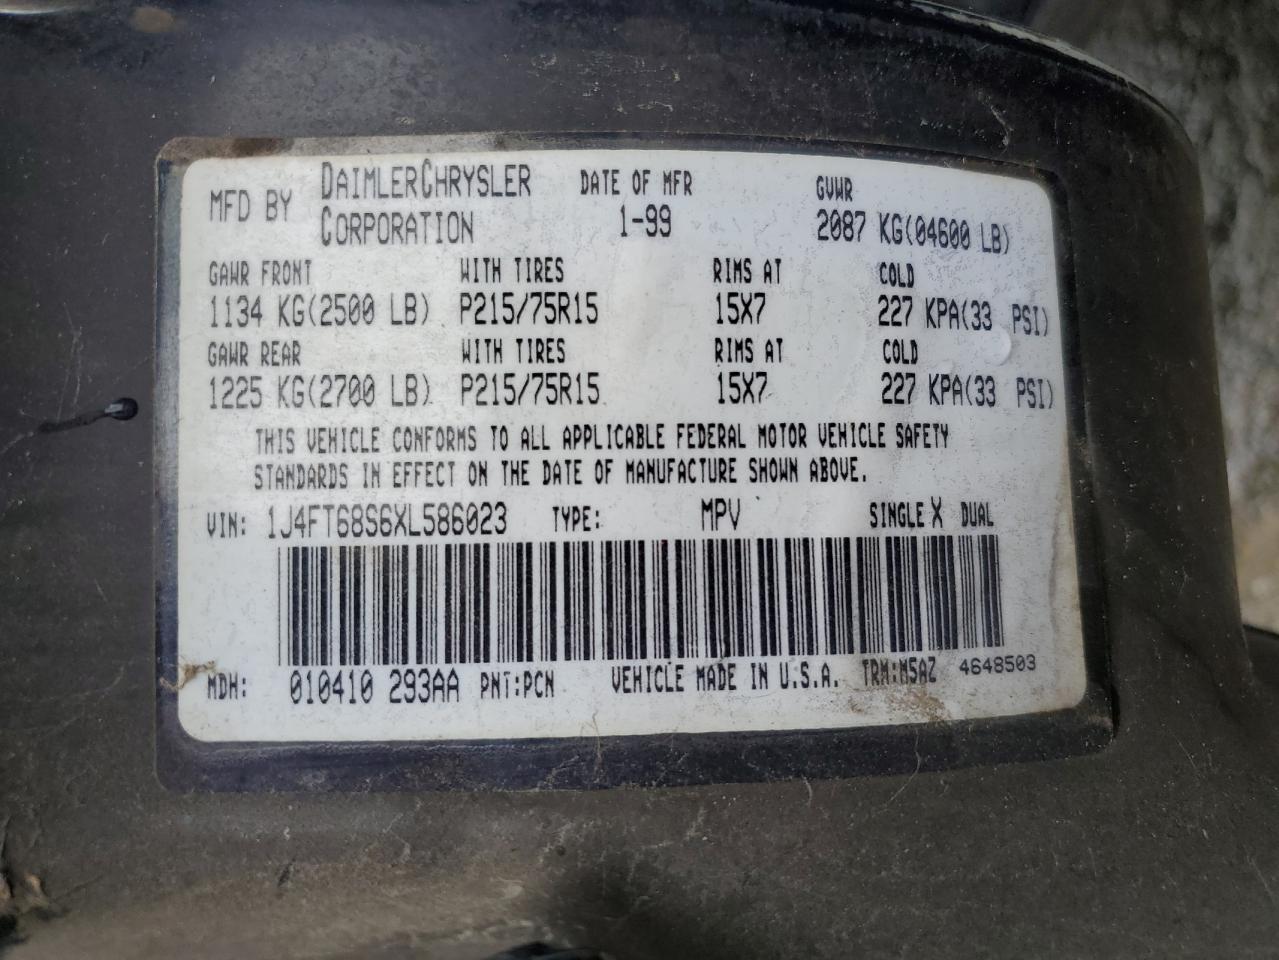 MFD BY DAIMLERCHRYSLER CORPORATION DATE OF MFR 1-99 GVWR 2087 KG(04600 LB)
GAWR FRONT WITH TIRES RIMS AT COLD
1134 KG(2500 LB) P215/75R15 15X7 227 KPA(33 PSI)
GAWR REAR WITH TIRES RIMS AT COLD
1225 KG(2700 LB) P215/75R15 15X7 227 KPA(33 PSI)
THIS VEHICLE CONFORMS TO ALL APPLICABLE FEDERAL MOTOR VEHICLE SAFETY
STANDARDS IN EFFECT ON THE DATE OF MANUFACTURE SHOWN ABOVE.
VIN: 1J4FT68S6XL586023 TYPE: MPV SINGLE X DUAL
MDH: 010410 293AA PNT:PCN VEHICLE MADE IN U.S.A. TRM:M5AZ 4648503